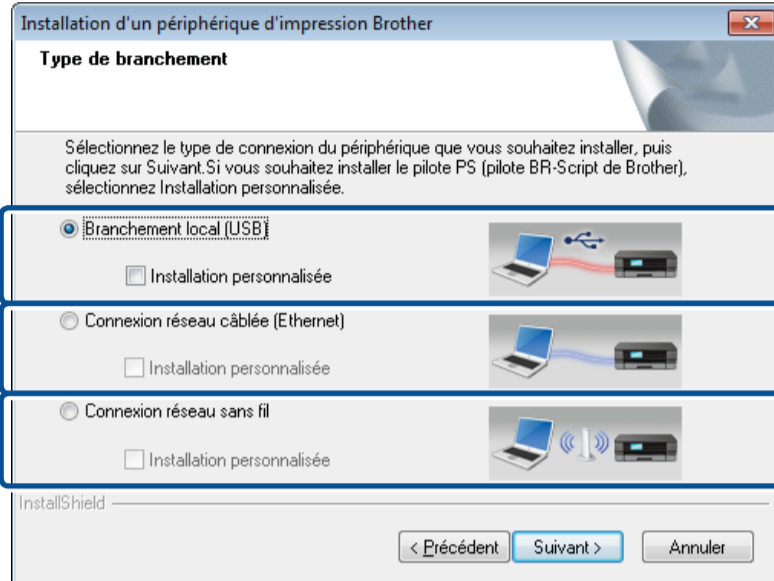 Installation d'un périphérique d'impression Brother
Type de branchement
Sélectionnez le type de connexion du périphérique que vous souhaitez installer, puis
cliquez sur Suivant.Si vous souhaitez installer le pilote PS (pilote BR-Script de Brother),
sélectionnez Installation personnalisée.
Branchement local (USB)
Installation personnalisée
Connexion réseau câblée (Ethernet)
Installation personnalisée
Connexion réseau sans fil
Installation personnalisée
InstallShield
< Précédent Suivant > Annuler